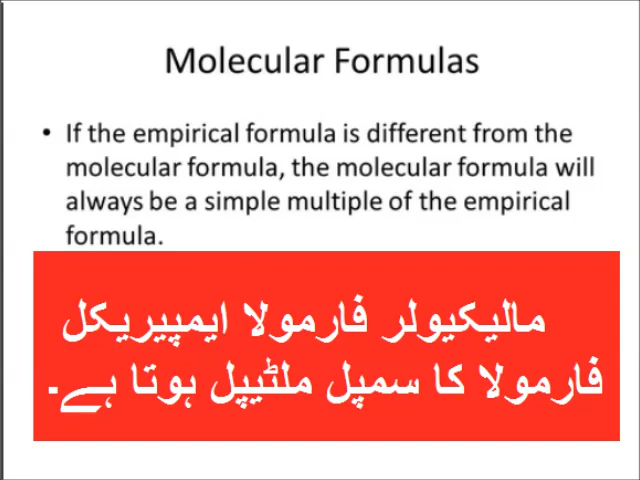 Molecular Formulas
• If the empirical formula is different from the
molecular formula, the molecular formula will
always be a simple multiple of the empirical
formula.
مالیکیولر فارمولا ایمپیریکل
فارمولا کا سمپل ملٹیپل ہوتا ہے۔